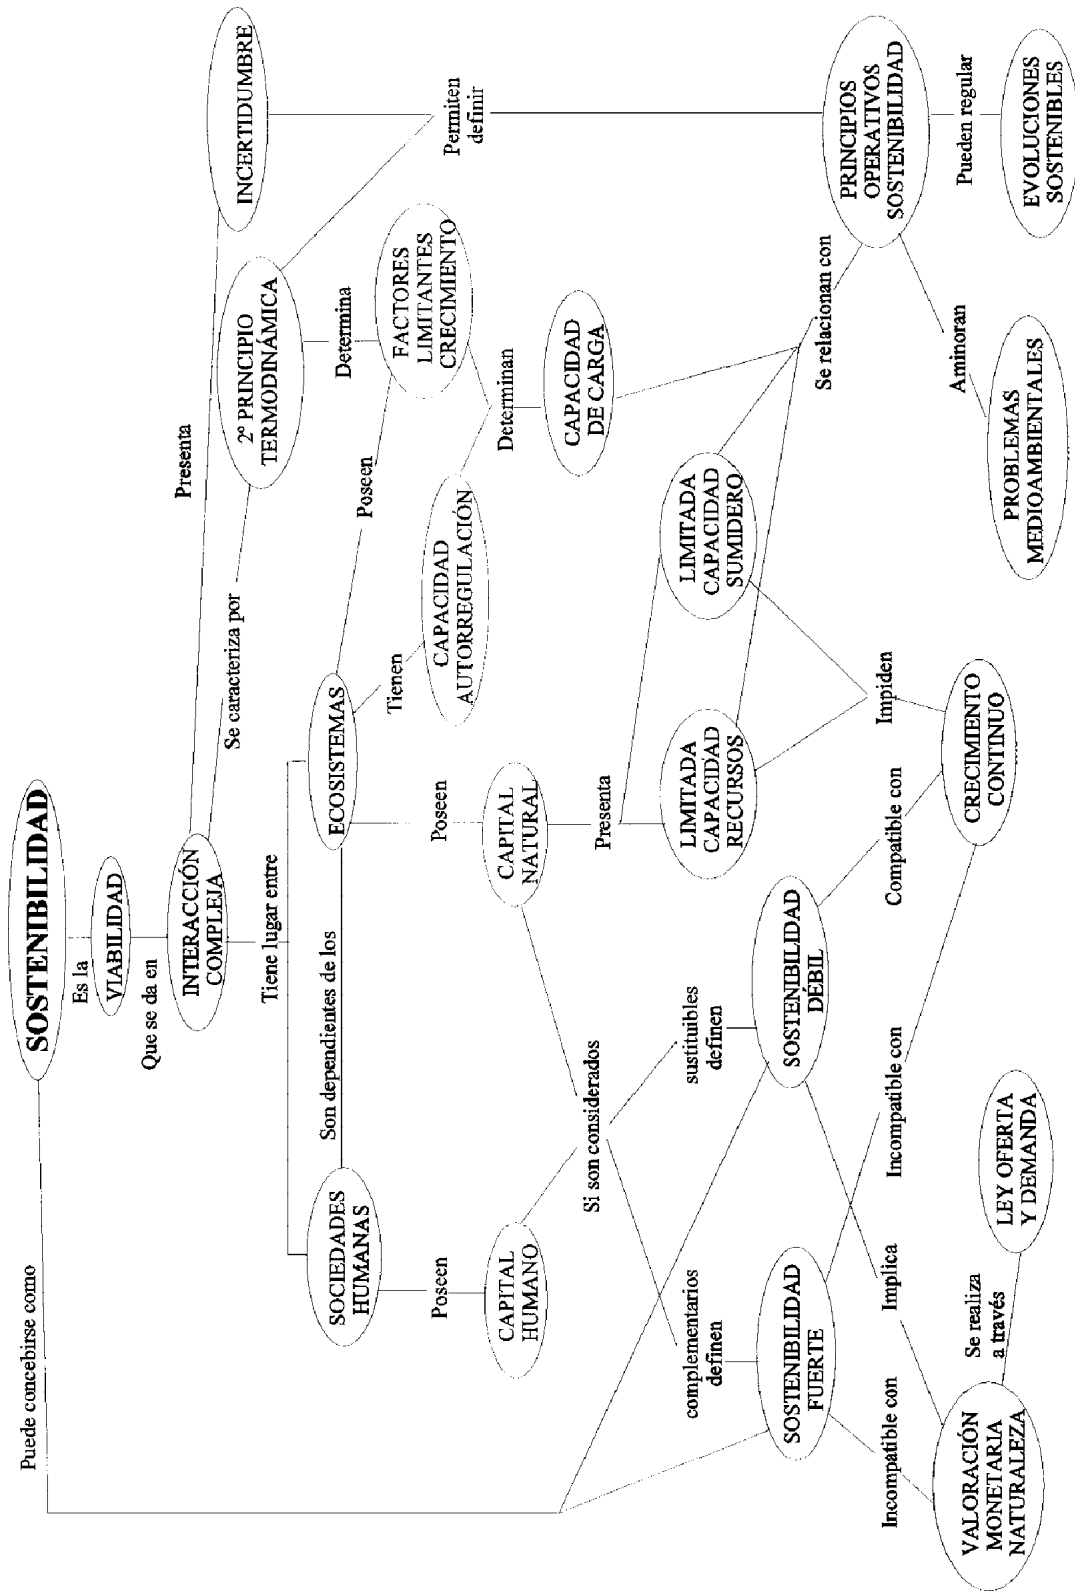 SOSTENIBILIDAD
Puede concebirse como
Es la
VIABILIDAD
Que se da en
INTERACCIÓN
COMPLEJA
Presenta
INCERTIDUMBRE
Se caracteriza por
2º PRINCIPIO
TERMODINÁMICA
Tiene lugar entre
Determina
Permiten
definir
SOCIEDADES
HUMANAS
Son dependientes de los
ECOSISTEMAS
Poseen
FACTORES
LIMITANTES
CRECIMIENTO
Tienen
CAPACIDAD
AUTORREGULACIÓN
Poseen
Poseen
Determinan
CAPITAL
HUMANO
CAPITAL
NATURAL
CAPACIDAD
DE CARGA
Si son considerados
Presenta
complementarios
definen
sustituibles
definen
LIMITADA
CAPACIDAD
RECURSOS
LIMITADA
CAPACIDAD
SUMIDERO
Se relacionan con
PRINCIPIOS
OPERATIVOS
SOSTENIBILIDAD
SOSTENIBILIDAD
FUERTE
SOSTENIBILIDAD
DÉBIL
Incompatible con
Implica
Incompatible con
Compatible con
Impiden
Aminoran
Pueden regular
VALORACIÓN
MONETARIA
NATURALEZA
Se realiza
a través
LEY OFERTA
Y DEMANDA
CRECIMIENTO
CONTINUO
PROBLEMAS
MEDIOAMBIENTALES
EVOLUCIONES
SOSTENIBLES